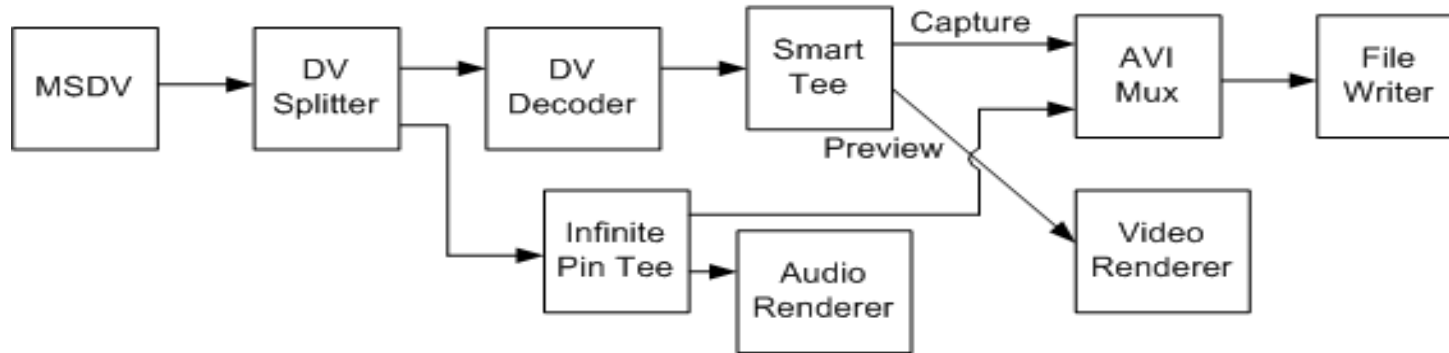 MSDV
DV
Splitter
DV
Decoder
Smart
Tee
Capture
Preview
AVI
Mux
File
Writer
Infinite
Pin Tee
Audio
Renderer
Video
Renderer